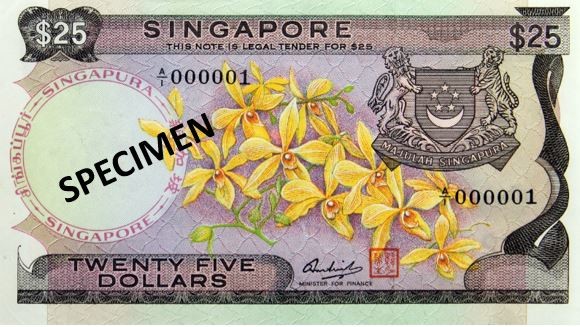 $25
SINGAPORE
$25
THIS NOTE IS LEGAL TENDER FOR $25
A/1 000001
SINGAPURA
சிங்கப்பூர்
SPECIMEN
MAJULAH SINGAPURA
A/1 000001
SINGAPORE
TWENTY FIVE
DOLLARS
MINISTER FOR FINANCE